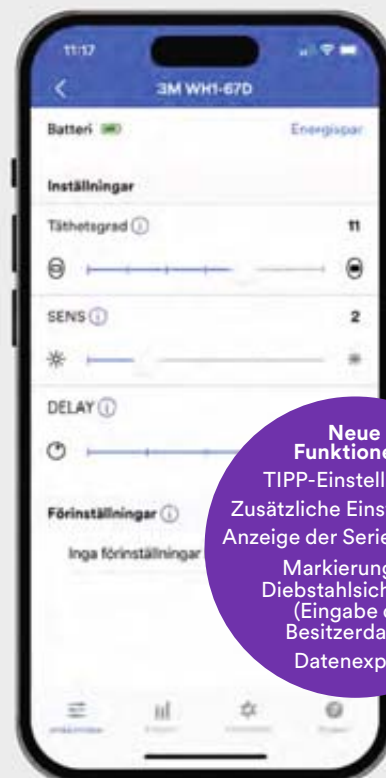 11:17
3M WH1-67D
Batteri
Energispar
Inställningar
Täthetsgrad
11
SENS
2
DELAY
Förinställningar
Inga förinställningar
Neue
Funktione
TIPP-Einstell
Zusätzliche Einst
Anzeige der Serie
Markierung
Diebstahlsich
(Eingabe
Besitzerda
Datenexp